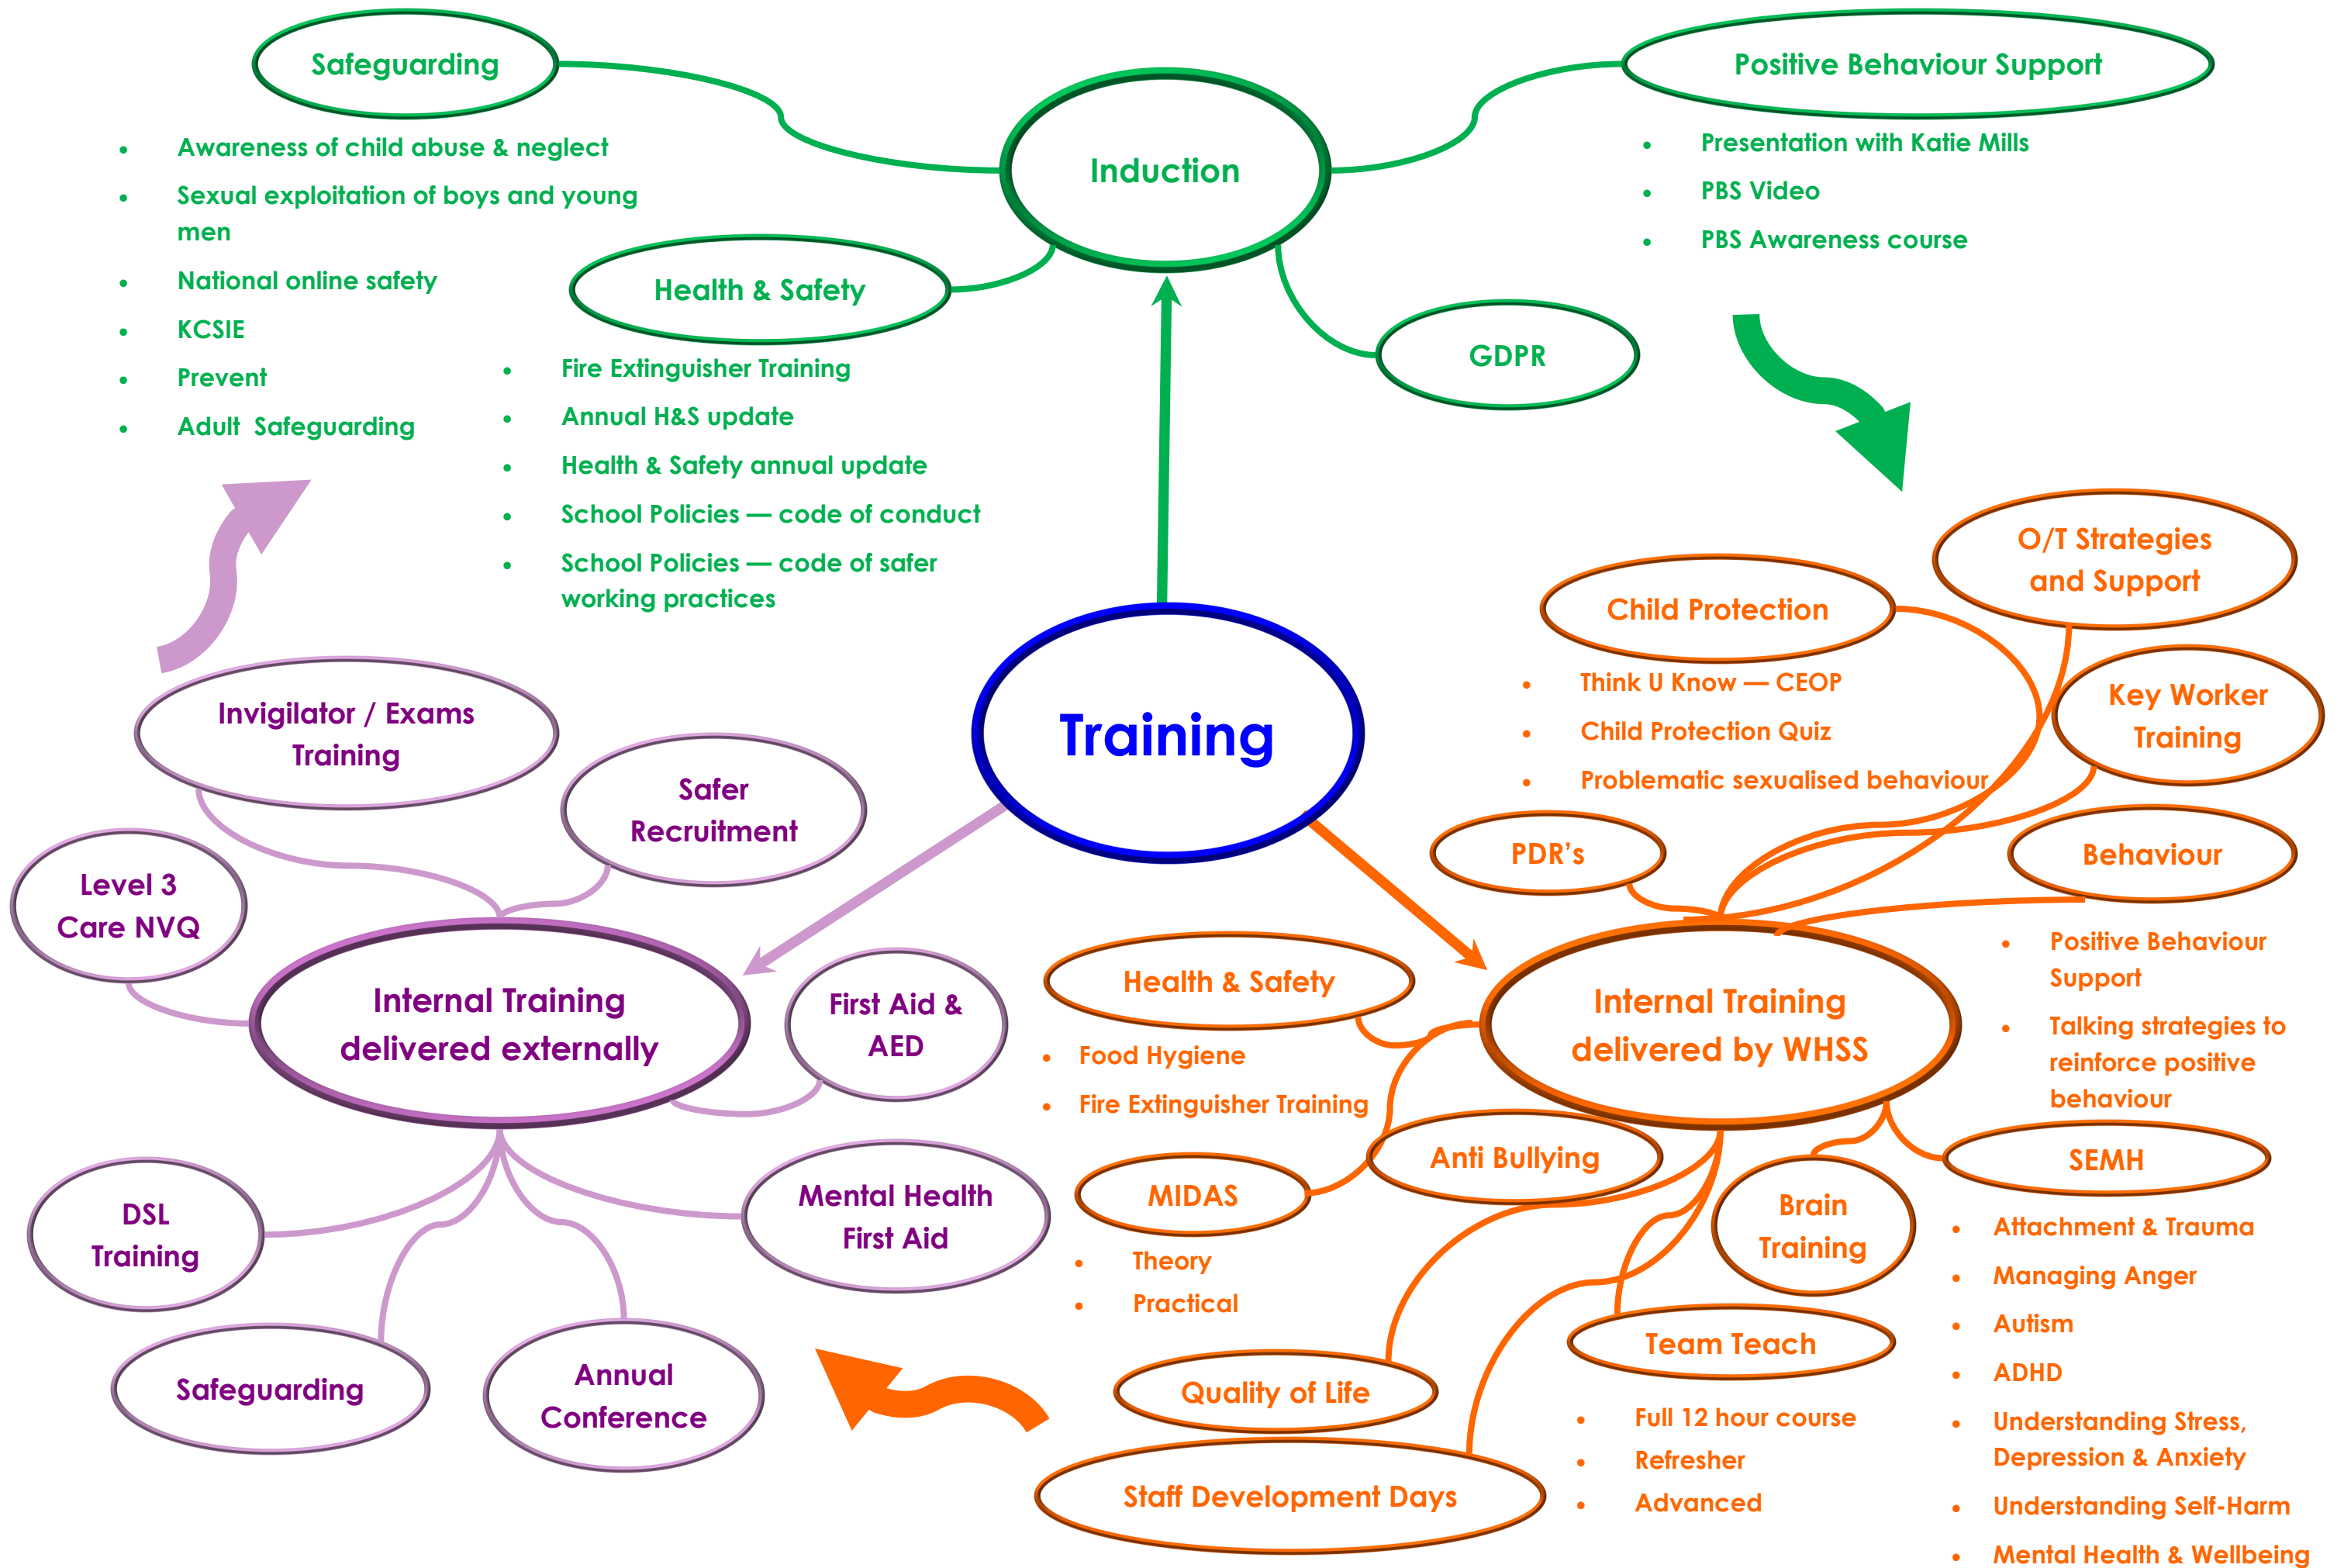 Safeguarding
• Awareness of child abuse & neglect
• Sexual exploitation of boys and young
men
• National online safety
• KCSIE
• Prevent
• Adult  Safeguarding
Induction
Positive Behaviour Support
• Presentation with Katie Mills
• PBS Video
• PBS Awareness course
Health & Safety
• Fire Extinguisher Training
• Annual H&S update
• Health & Safety annual update
• School Policies — code of conduct
• School Policies — code of safer
working practices
GDPR
Training
O/T Strategies
and Support
Child Protection
• Think U Know — CEOP
• Child Protection Quiz
• Problematic sexualised behaviour
Key Worker
Training
PDR’s
Behaviour
• Positive Behaviour
Support
• Talking strategies to
reinforce positive
behaviour
Invigilator / Exams
Training
Safer
Recruitment
Level 3
Care NVQ
Internal Training
delivered externally
First Aid &
AED
DSL
Training
Mental Health
First Aid
Safeguarding
Annual
Conference
Health & Safety
• Food Hygiene
• Fire Extinguisher Training
Internal Training
delivered by WHSS
Anti Bullying
MIDAS
• Theory
• Practical
Brain
Training
SEMH
• Attachment & Trauma
• Managing Anger
• Autism
• ADHD
• Understanding Stress,
Depression & Anxiety
• Understanding Self-Harm
• Mental Health & Wellbeing
Team Teach
• Full 12 hour course
• Refresher
• Advanced
Quality of Life
Staff Development Days